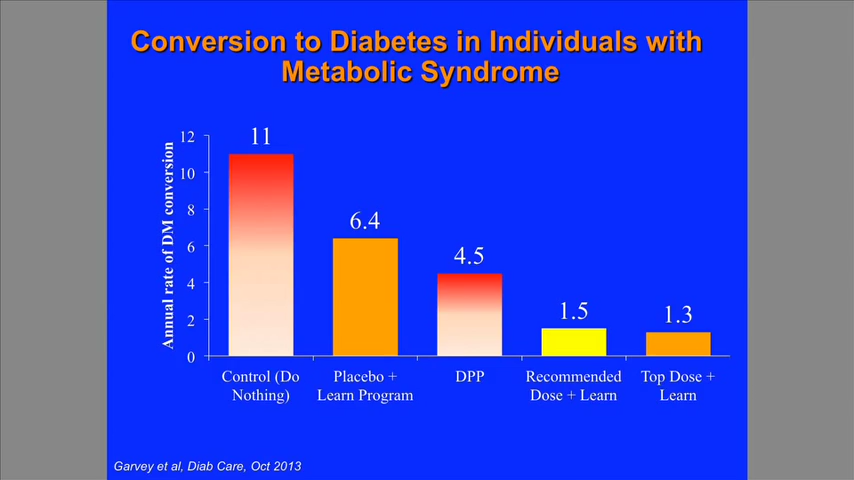 Conversion to Diabetes in Individuals with
Metabolic Syndrome
Annual rate of DM conversion
12
10
8
6
4
2
0
11
6.4
4.5
1.5
1.3
Control (Do
Nothing)
Placebo +
Learn Program
DPP
Recommended
Dose + Learn
Top Dose +
Learn
Garvey et al, Diab Care, Oct 2013